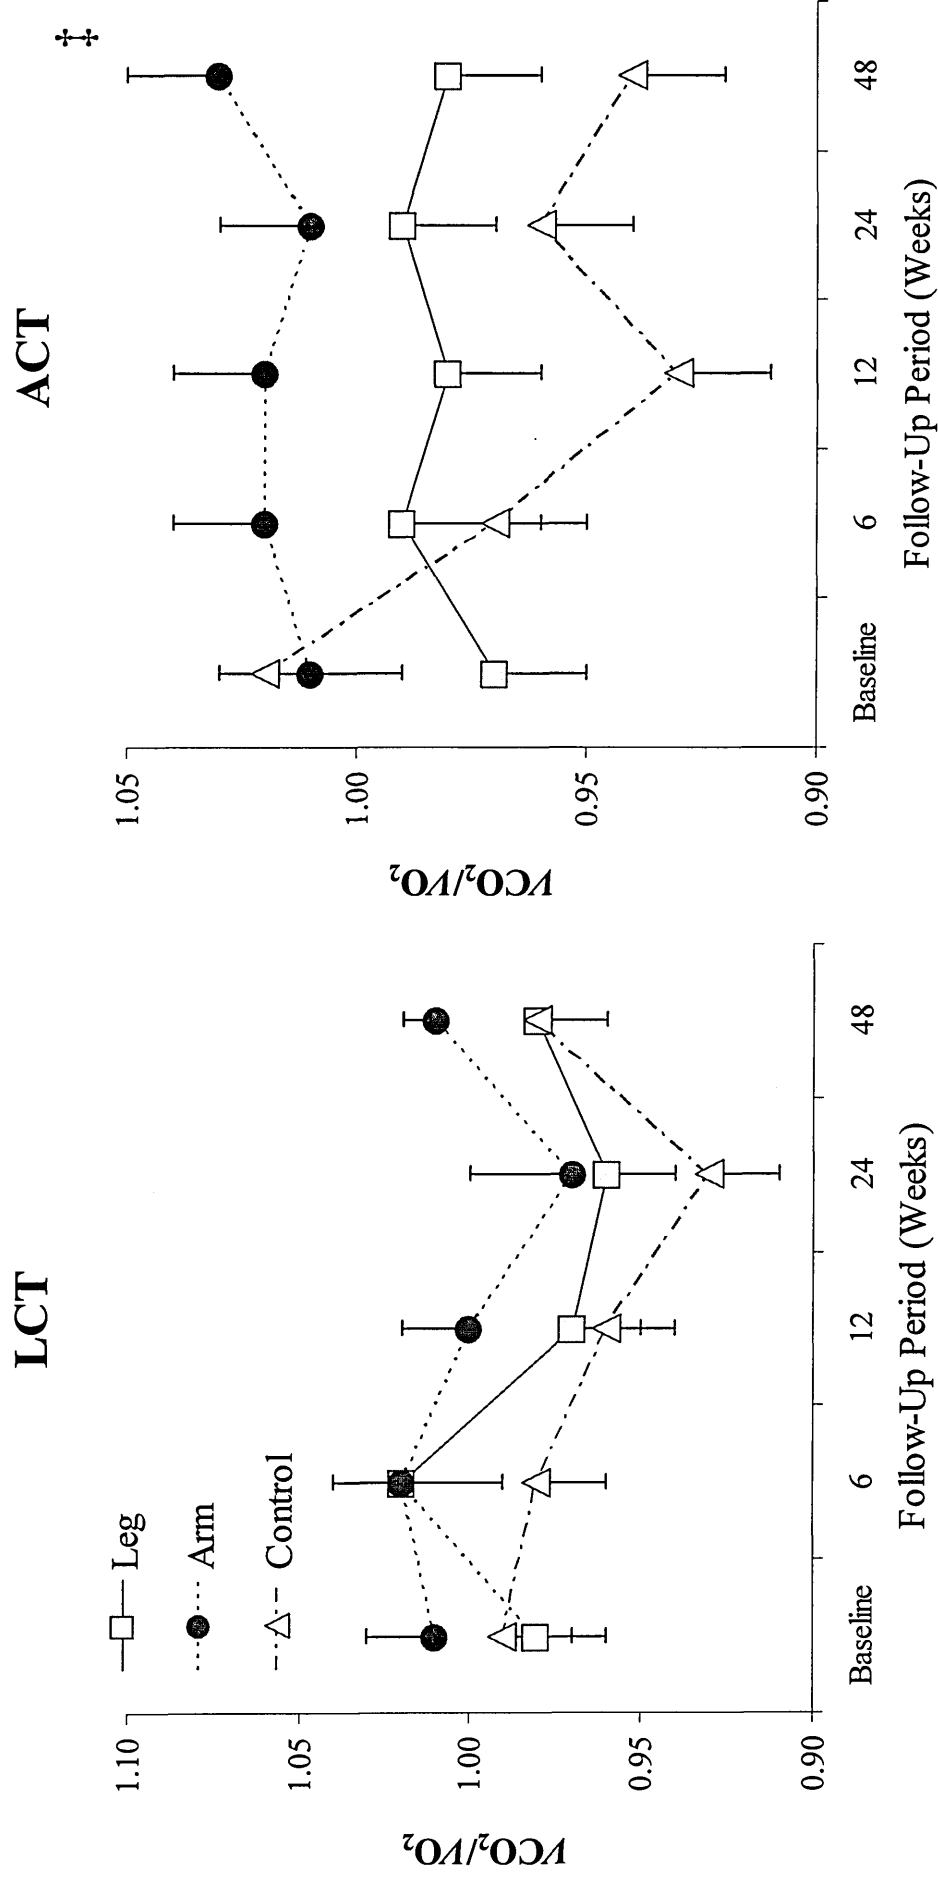 LCT
Leg
Arm
Control
1.10
1.05
1.00
0.95
0.90
VCO₂/VO₂
Baseline 6 12 24 48
Follow-Up Period (Weeks)
ACT
‡
1.05
1.00
0.95
0.90
VCO₂/VO₂
Baseline 6 12 24 48
Follow-Up Period (Weeks)